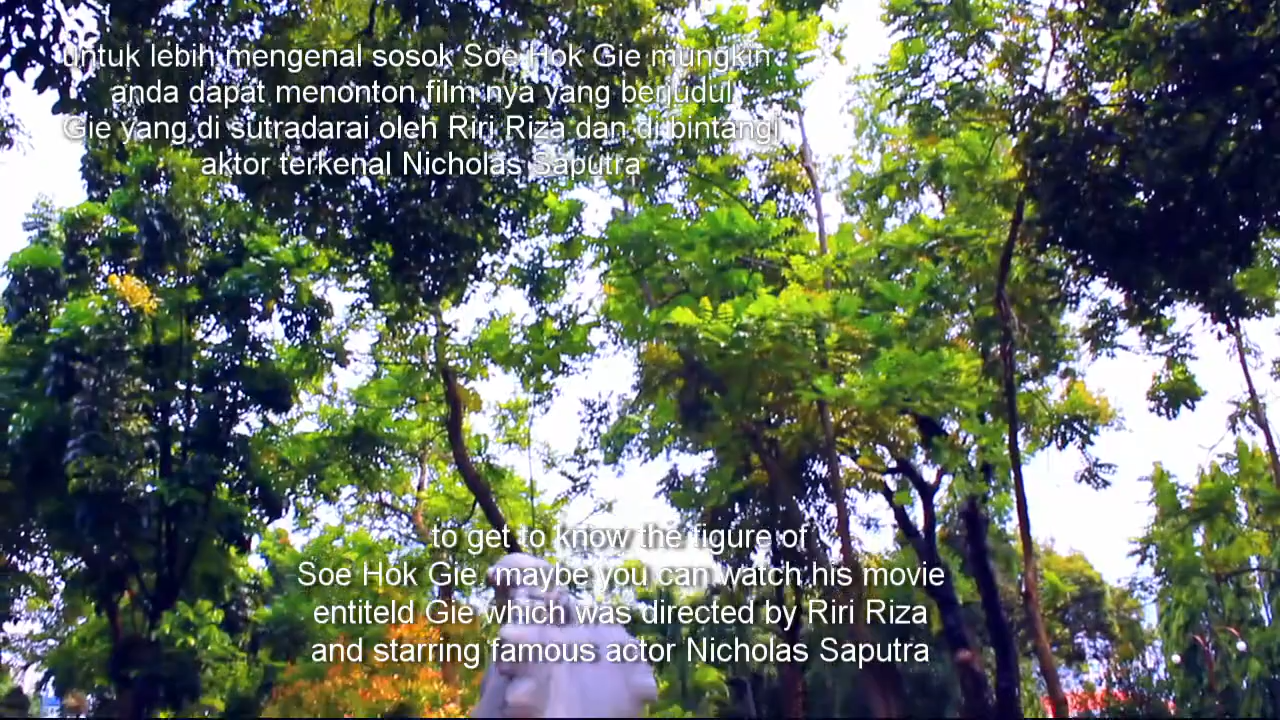 untuk lebih mengenal sosok Soe Hok Gie mungkin
anda dapat menonton film nya yang berjudul
Gie yang di sutradarai oleh Riri Riza dan di bintangi
aktor terkenal Nicholas Saputra
to get to know the figure of
Soe Hok Gie, maybe you can watch his movie
entiteld Gie which was directed by Riri Riza
and starring famous actor Nicholas Saputra